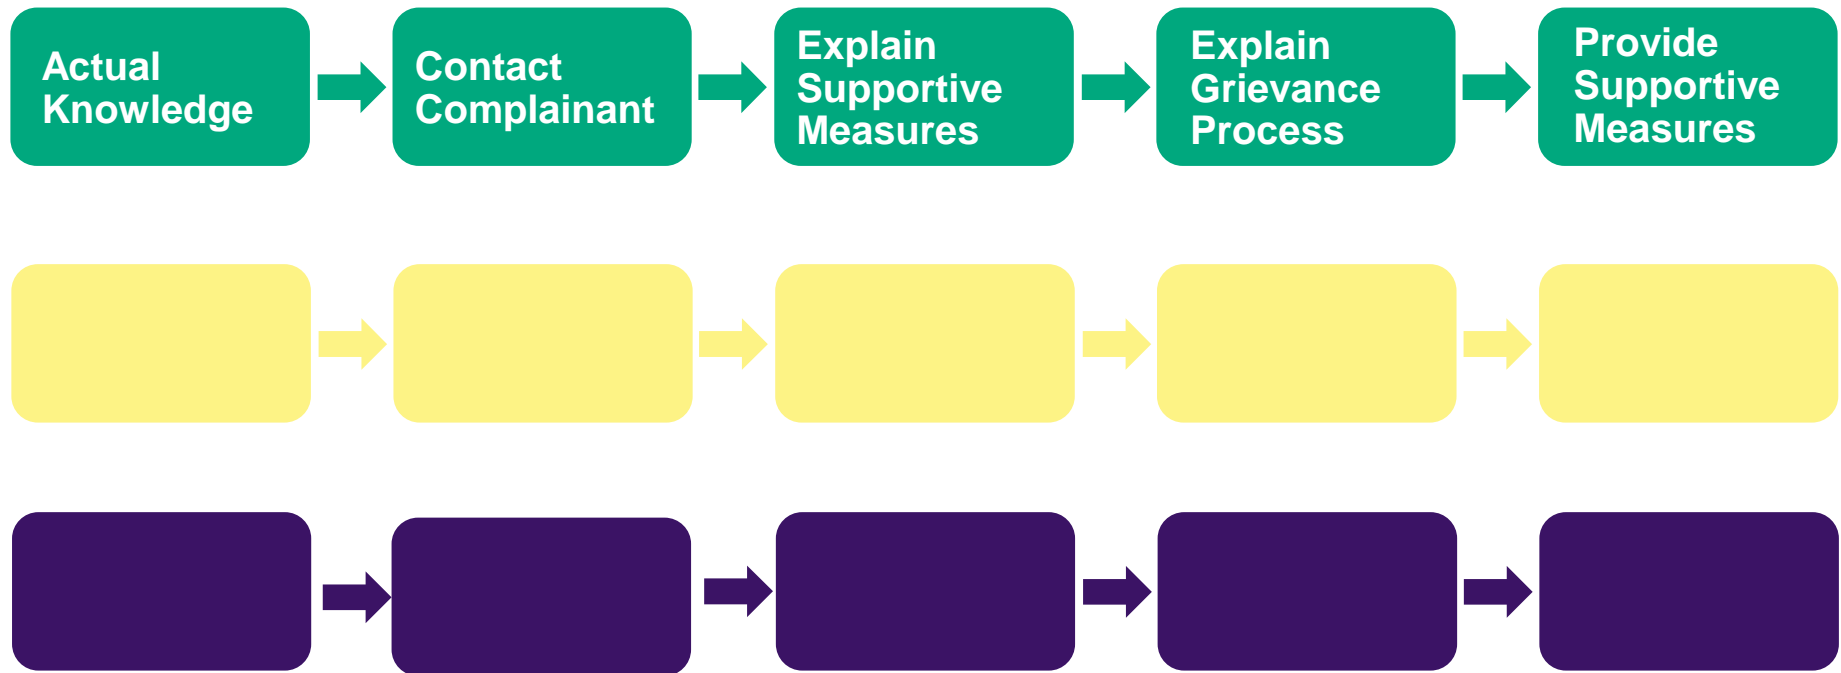 Actual
Knowledge
Contact
Complainant
Explain
Supportive
Measures
Explain
Grievance
Process
Provide
Supportive
Measures